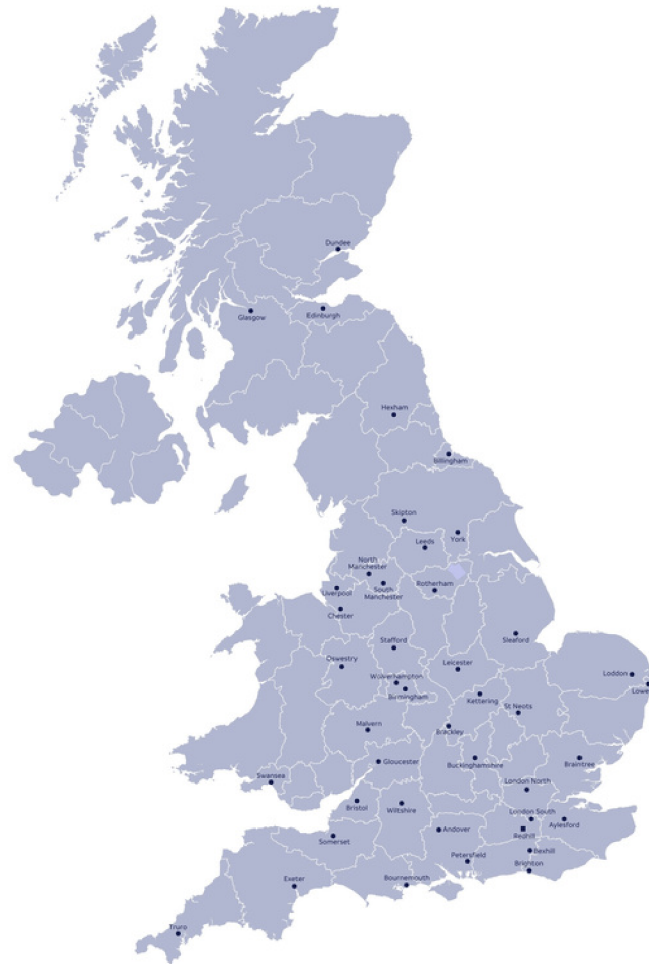 Dundee
Glasgow
Edinburgh
Hexham
billingham
Skipton
York
Leeds
North
Manchester
Liverpool
South
Manchester
Rotherham
Chester
Sleaford
Stafford
Oswestry
Leicester
Loddon
Lowe
Wolverhampton
Birmingham
Kettering
St Neots
Malvern
Brackley
Gloucester
Buckinghamshire
Braintree
Swansea
London North
Bristol
Wiltshire
London South
Aylesford
Andover
Redhill
Somerset
Petersfield
Bexhill
Brighton
Exeter
Bournemouth
Truro